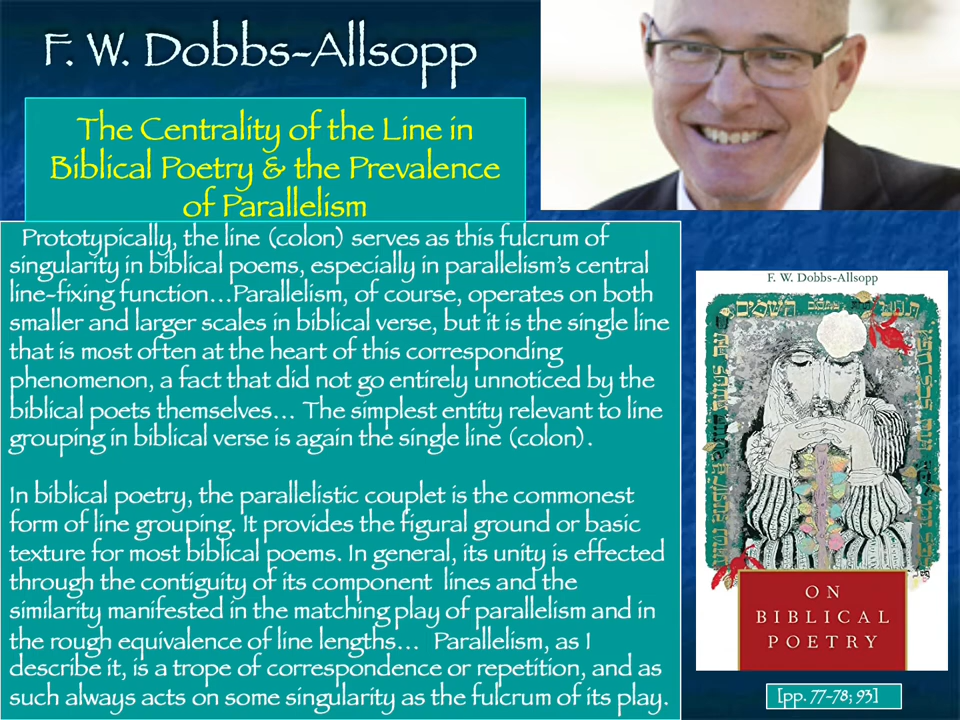 F. W. Dobbs-Allsopp
The Centrality of the Line in
Biblical Poetry & the Prevalence
of Parallelism
Prototypically, the line (colon) serves as this fulcrum of
singularity in biblical poems, especially in parallelism's central
line-fixing function…Parallelism, of course, operates on both
smaller and larger scales in biblical verse, but it is the single line
that is most often at the heart of this corresponding
phenomenon, a fact that did not go entirely unnoticed by the
biblical poets themselves… The simplest entity relevant to line
grouping in biblical verse is again the single line (colon).
In biblical poetry, the parallelistic couplet is the commonest
form of line grouping. It provides the figural ground or basic
texture for most biblical poems. In general, its unity is effected
through the contiguity of its component lines and the
similarity manifested in the matching play of parallelism and in
the rough equivalence of line lengths… Parallelism, as I
describe it, is a trope of correspondence or repetition, and as
such always acts on some singularity as the fulcrum of its play.
F. W. Dobbs-Allsopp
ON
BIBLICAL
POETRY
[pp. 77-78; 93]